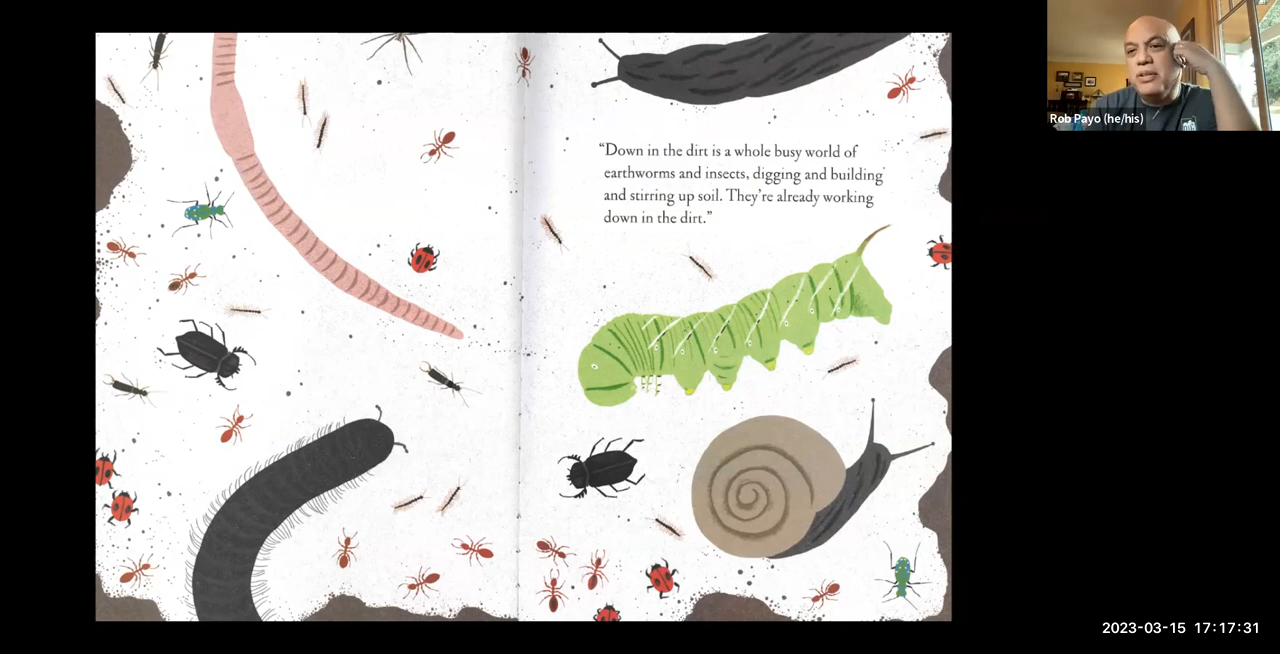 Rob Payo (he/his)
“Down in the dirt is a whole busy world of
earthworms and insects, digging and building
and stirring up soil. They’re already working
down in the dirt.”
2023-03-15 17:17:31